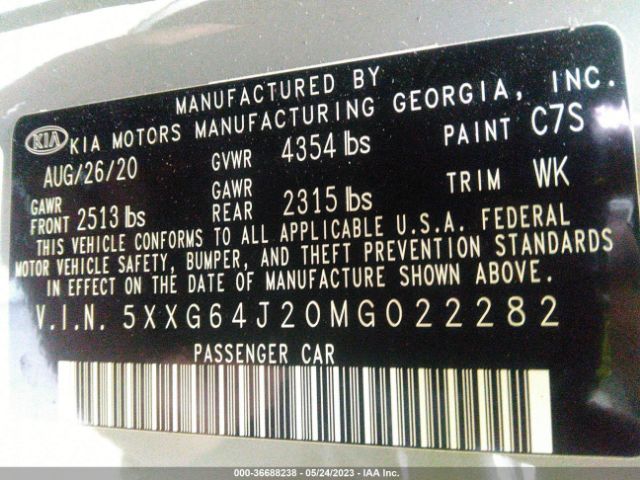 MANUFACTURED BY
KIA KIA MOTORS MANUFACTURING GEORGIA, INC.
AUG/26/20 GVWR 4354 lbs PAINT C7S
GAWR FRONT 2513 lbs GAWR REAR 2315 lbs TRIM WK
THIS VEHICLE CONFORMS TO ALL APPLICABLE U.S.A. FEDERAL
MOTOR VEHICLE SAFETY, BUMPER, AND THEFT PREVENTION STANDARDS
IN EFFECT ON THE DATE OF MANUFACTURE SHOWN ABOVE.
V.I.N. 5XXG64J20MG022282
PASSENGER CAR
000-36688238 - 05/24/2023 - IAA Inc.